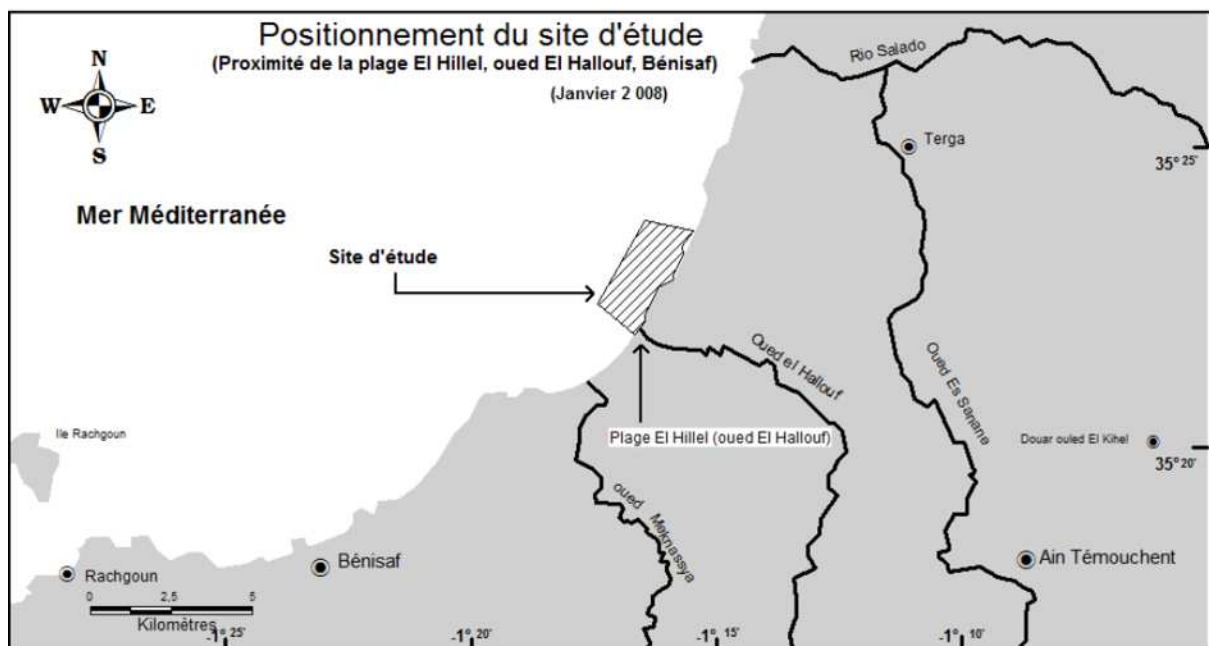 Positionnement du site d'étude
(Proximité de la plage El Hillel, oued El Hallouf, Bénisaf)
(Janvier 2 008)
N
W
E
S
Rio Salado
Terga
35° 25'
Mer Méditerranée
Site d'étude
Oued el Hallouf
Oued Es Sanane
Ile Rachgoun
Plage El Hillel (oued El Hallouf)
Douar ouled El Kihel
35° 20'
oued Meknassya
Rachgoun
Bénisaf
Ain Témouchent
0 2,5 5
Kilomètres
-1° 25'
-1° 20'
-1° 15'
-1° 10'